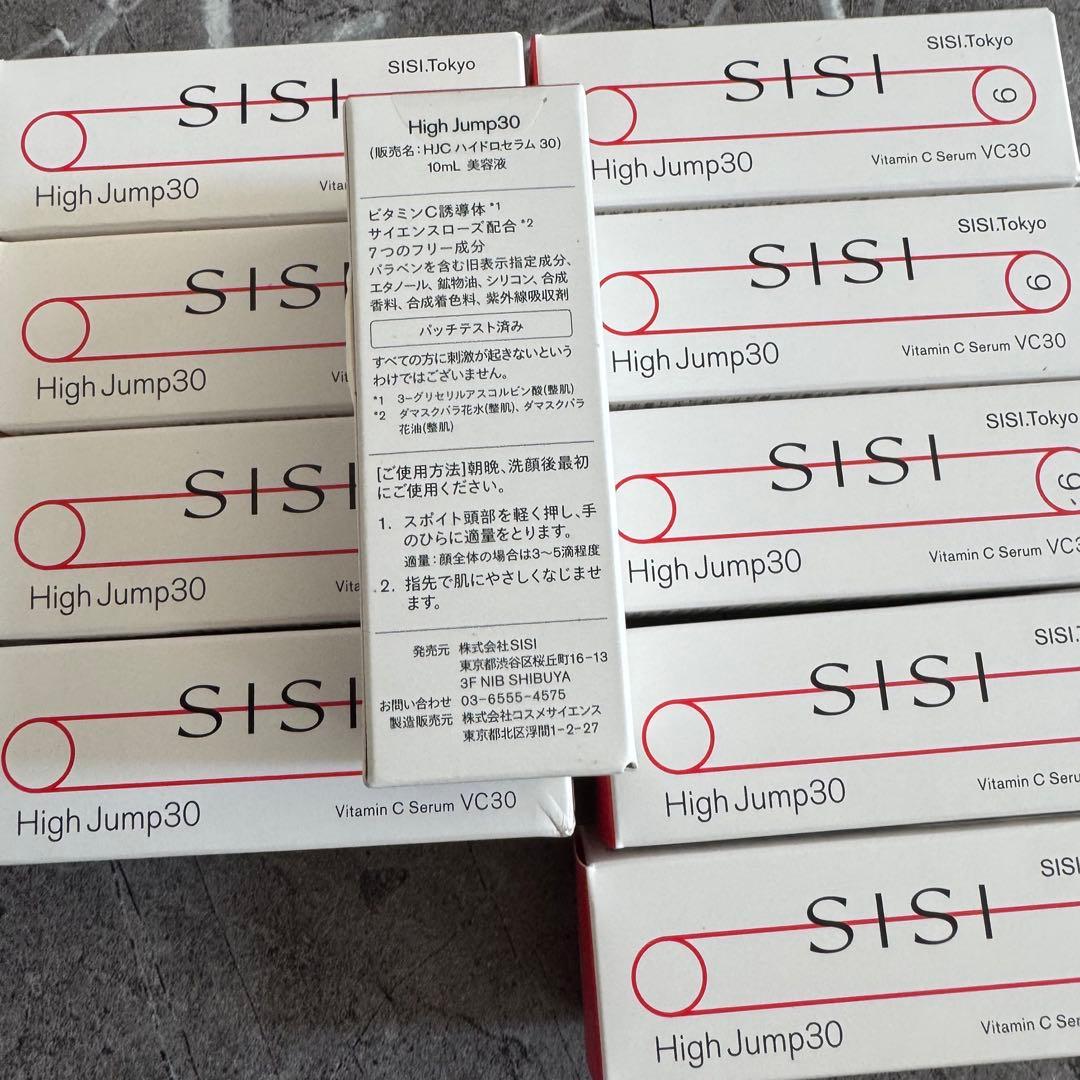 SISI
High Jump30
Vita
SISI.Tokyo
SISI
High Jump30
Vi
SISI
High Jump30
Vita
SISI
High Jump30
Vitamin C Serum VC30
High Jump30
(販売名:HJC ハイドロセラム 30)
10mL 美容液
ビタミンC誘導体*1
サイエンスローズ配合*2
7つのフリー成分
パラベンを含む旧表示指定成分、
エタノール、鉱物油、シリコン、合成
香料、合成着色料、紫外線吸収剤
パッチテスト済み
すべての方に刺激が起きないという
わけではございません。
*1 3-グリセリルアスコルビン酸(整肌)
*2 ダマスクバラ花水(整肌)、ダマスクバラ
花油(整肌)
[ご使用方法]朝晩、洗顔後最初
にご使用ください。
1. スポイト頭部を軽く押し、手
のひらに適量をとります。
適量:顔全体の場合は3〜5滴程度
2. 指先で肌にやさしくなじませ
ます。
発売元 株式会社SISI
東京都渋谷区桜丘町16-13
3F NIB SHIBUYA
お問い合わせ 03-6555-4575
製造販売元 株式会社コスメサイエンス
東京都北区浮間1-2-27
SISI.Tokyo
SISI
9
High Jump30
Vitamin C Serum VC30
SISI.Tokyo
SISI
9
High Jump30
Vitamin C Serum VC30
SISI.Tokyo
SISI
9
High Jump30
Vitamin C Serum VC3
SISI.
SISI
High Jump30
Vitamin C Se
SISI
SISI
High Jump30
Vitamin C Ser